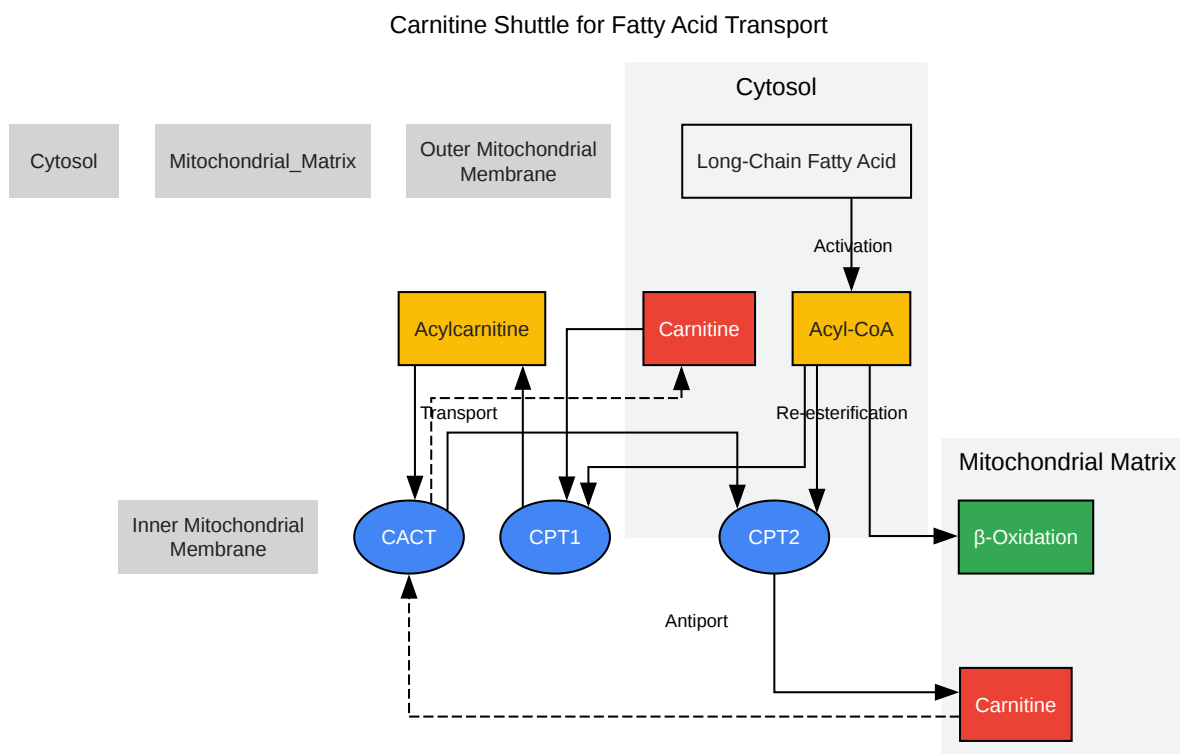 Carnitine Shuttle for Fatty Acid Transport
Cytosol
Cytosol
Mitochondrial_Matrix
Outer Mitochondrial
Membrane
Long-Chain Fatty Acid
Activation
Acylcarnitine
Carnitine
Acyl-CoA
Transport
Re-esterification
Mitochondrial Matrix
Inner Mitochondrial
Membrane
CACT
CPT1
CPT2
β-Oxidation
Antiport
Carnitine